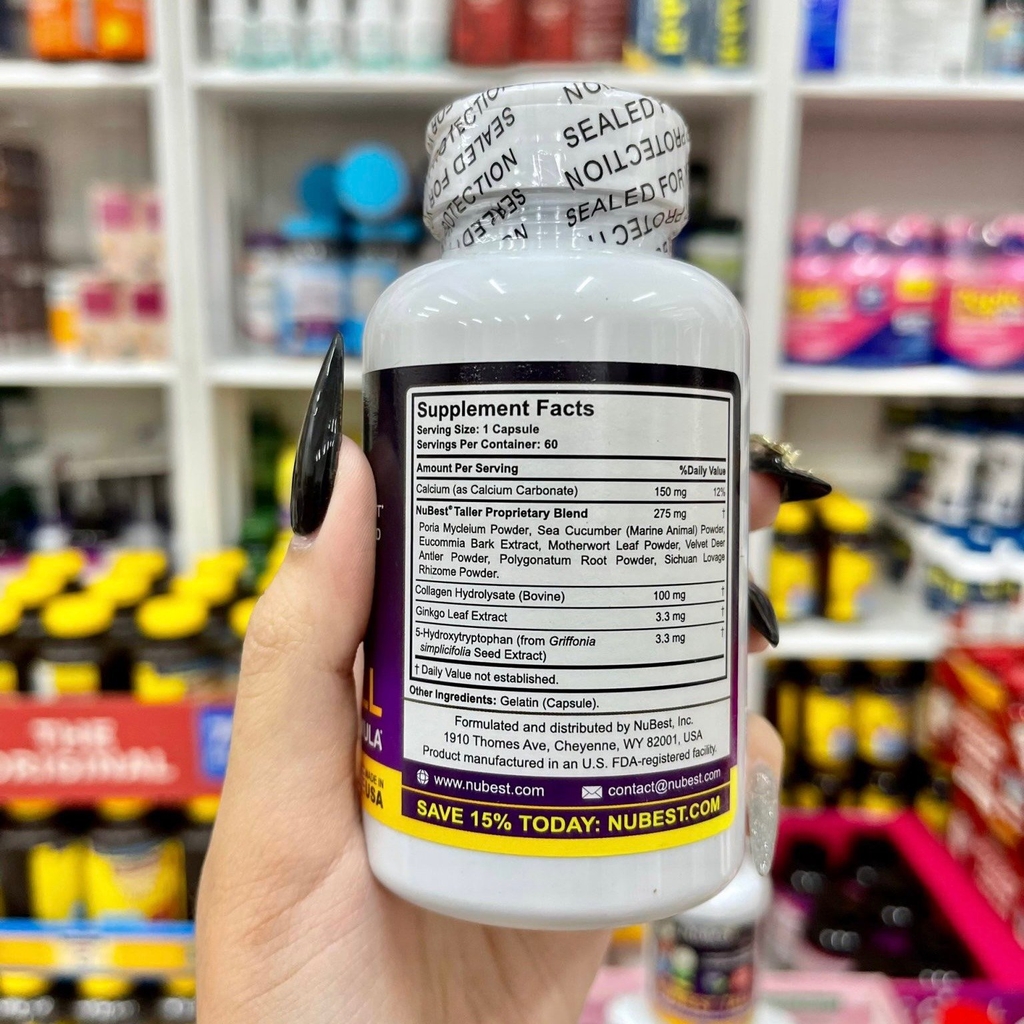 SEALED FOR PROTECTION
SEALED FOR PROTECTION
Supplement Facts
Serving Size: 1 Capsule
Servings Per Container: 60
Amount Per Serving %Daily Value
Calcium (as Calcium Carbonate) 150 mg 12%
NuBest® Taller Proprietary Blend 275 mg †
Poria Mycleium Powder, Sea Cucumber (Marine Animal) Powder,
Eucommia Bark Extract, Motherwort Leaf Powder, Velvet Deer
Antler Powder, Polygonatum Root Powder, Sichuan Lovage
Rhizome Powder.
Collagen Hydrolysate (Bovine) 100 mg †
Ginkgo Leaf Extract 3.3 mg †
5-Hydroxytryptophan (from Griffonia 3.3 mg †
simplicifolia Seed Extract)
† Daily Value not established.
Other Ingredients: Gelatin (Capsule).
Formulated and distributed by NuBest, Inc.
1910 Thomes Ave, Cheyenne, WY 82001, USA
Product manufactured in an U.S. FDA-registered facility.
www.nubest.com contact@nubest.com
SAVE 15% TODAY: NUBEST.COM
MADE IN
USA
THE
ORIGINAL